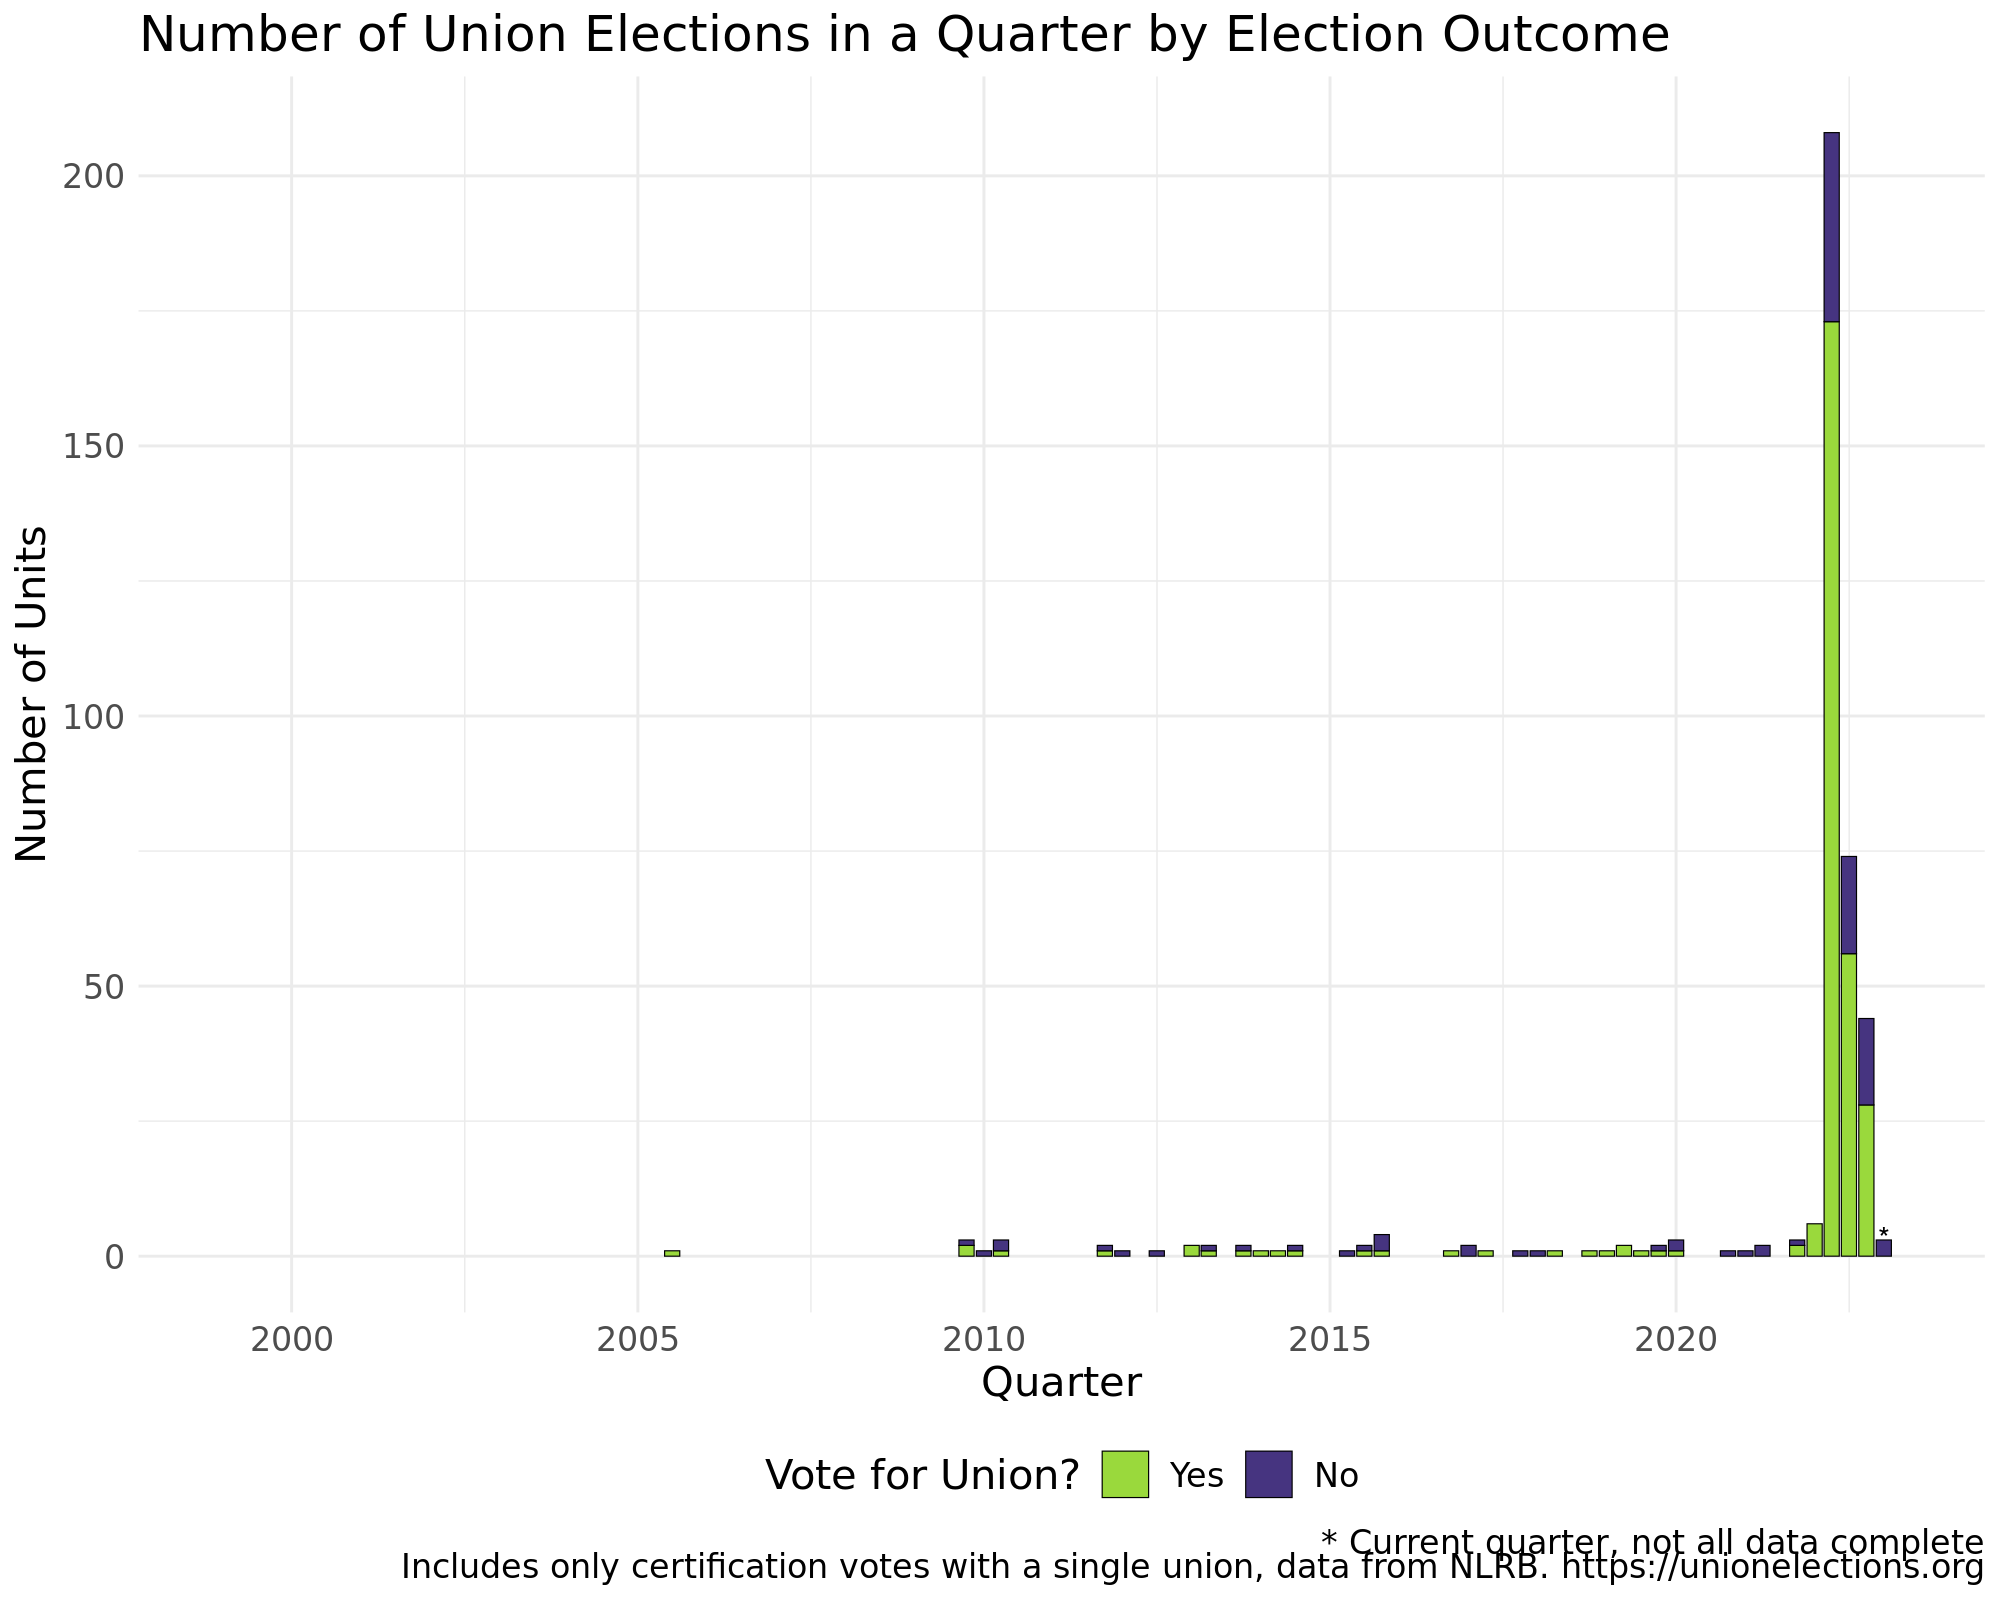 Number of Union Elections in a Quarter by Election Outcome
Number of Units
200
150
100
50
0
*
2000 2005 2010 2015 2020
Quarter
Vote for Union? Yes No
* Current quarter, not all data complete
Includes only certification votes with a single union, data from NLRB. https://unionelections.org